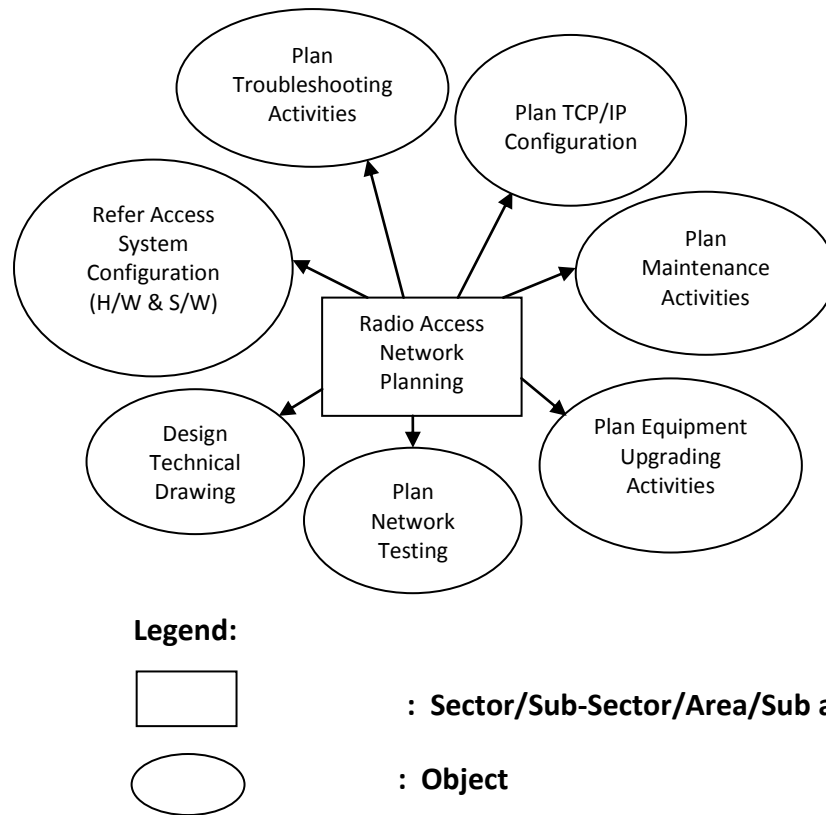 Plan
Troubleshooting
Activities
Plan TCP/IP
Configuration
Refer Access
System
Configuration
(H/W & S/W)
Plan
Maintenance
Activities
Radio Access
Network
Planning
Design
Technical
Drawing
Plan
Network
Testing
Plan Equipment
Upgrading
Activities
Legend:
: Sector/Sub-Sector/Area/Sub a
: Object